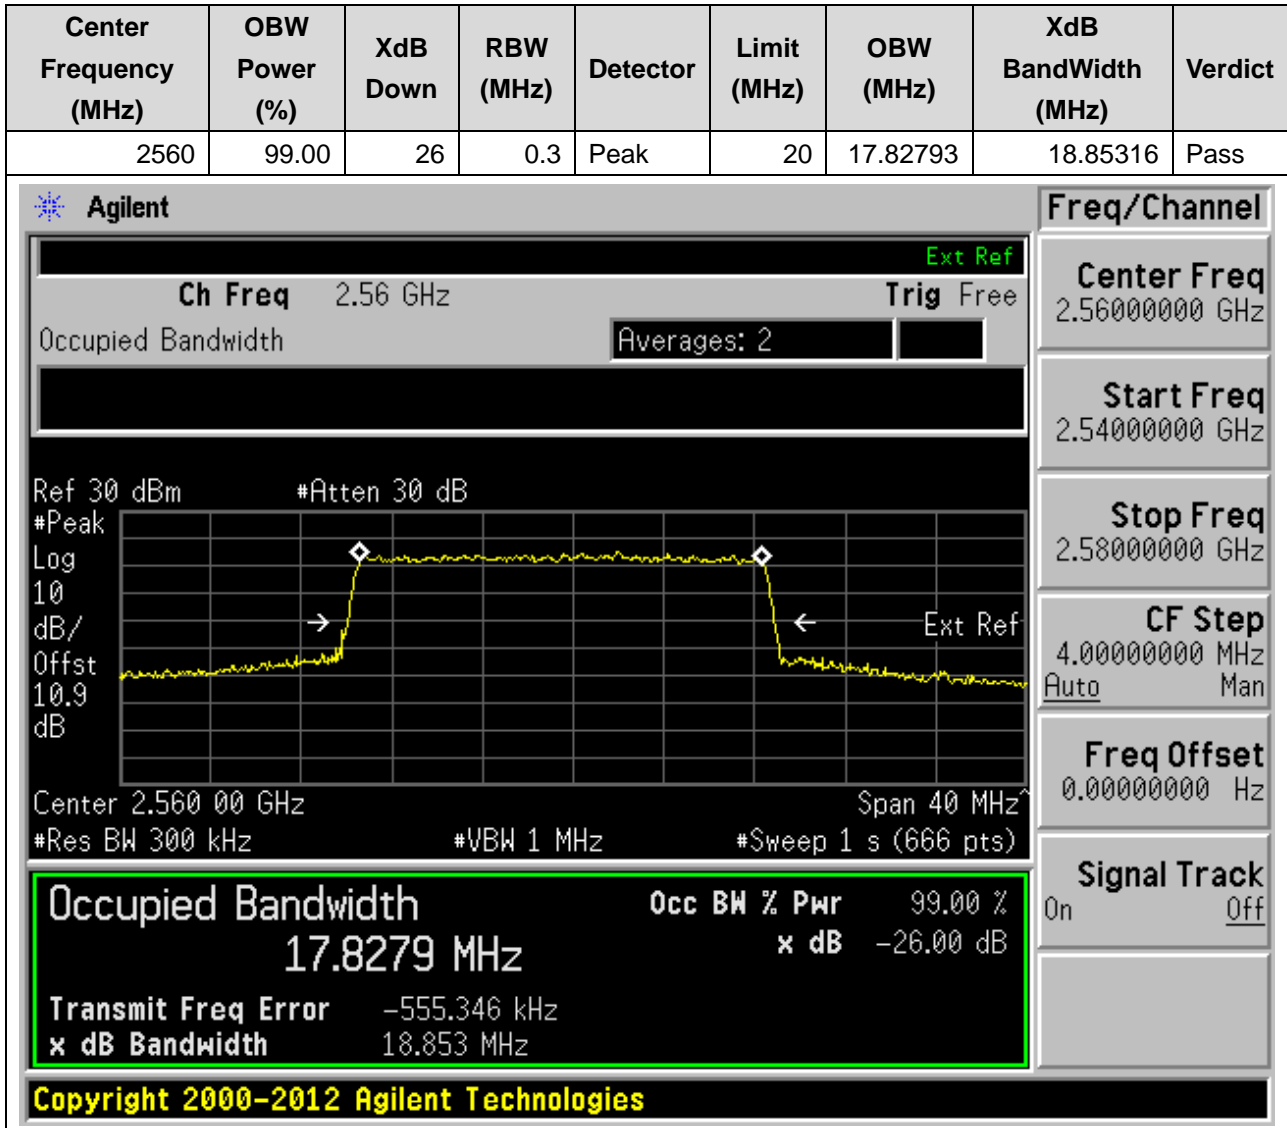 Center Frequency (MHz) OBW Power (%) XdB Down RBW (MHz) Detector Limit (MHz) OBW (MHz) XdB BandWidth (MHz) Verdict
2560 99.00 26 0.3 Peak 20 17.82793 18.85316 Pass
Agilent
Freq/Channel
Ext Ref
Ch Freq 2.56 GHz Trig Free
Occupied Bandwidth Averages: 2
Center Freq
2.56000000 GHz
Start Freq
2.54000000 GHz
Stop Freq
2.58000000 GHz
CF Step
4.00000000 MHz
Auto Man
Freq Offset
0.00000000 Hz
Signal Track
On Off
Ref 30 dBm #Atten 30 dB
#Peak
Log
10
dB/
Offst
10.9
dB
Ext Ref
Center 2.560 00 GHz Span 40 MHz^
#Res BW 300 kHz #VBW 1 MHz #Sweep 1 s (666 pts)
Occupied Bandwidth Occ BW % Pwr 99.00 %
17.8279 MHz x dB -26.00 dB
Transmit Freq Error -555.346 kHz
x dB Bandwidth 18.853 MHz
Copyright 2000-2012 Agilent Technologies